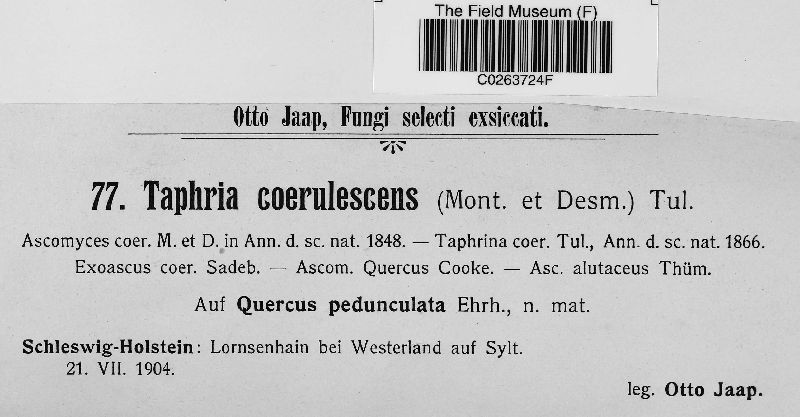 The Field Museum (F)
C0263724F
Otto Jaap, Fungi selecti exsiccati.
77. Taphria coerulescens (Mont. et Desm.) Tul.
Ascomyces coer. M. et D. in Ann. d. sc. nat. 1848. — Taphrina coer. Tul., Ann. d. sc. nat. 1866.
Exoascus coer. Sadeb. — Ascom. Quercus Cooke. — Asc. alutaceus Thüm.
Auf Quercus pedunculata Ehrh., n. mat.
Schleswig-Holstein: Lornsenhain bei Westerland auf Sylt.
21. VII. 1904.
leg. Otto Jaap.